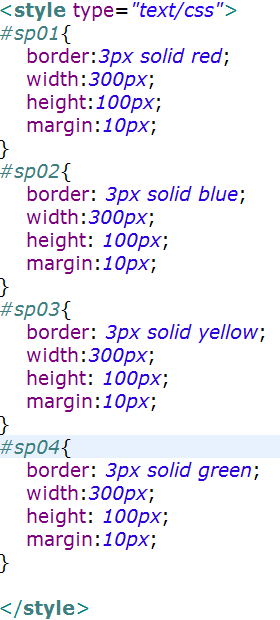 <style type="text/css">
#sp01{
border:3px solid red;
width:300px;
height:100px;
margin:10px;
}
#sp02{
border: 3px solid blue;
width:300px;
height: 100px;
margin:10px;
}
#sp03{
border: 3px solid yellow;
width:300px;
height: 100px;
margin:10px;
}
#sp04{
border: 3px solid green;
width:300px;
height: 100px;
margin:10px;
}
</style>